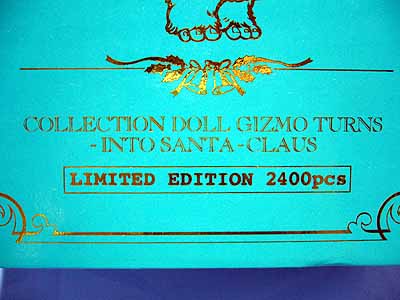 COLLECTION DOLL GIZMO TURNS
-INTO SANTA-CLAUS
LIMITED EDITION 2400pcs